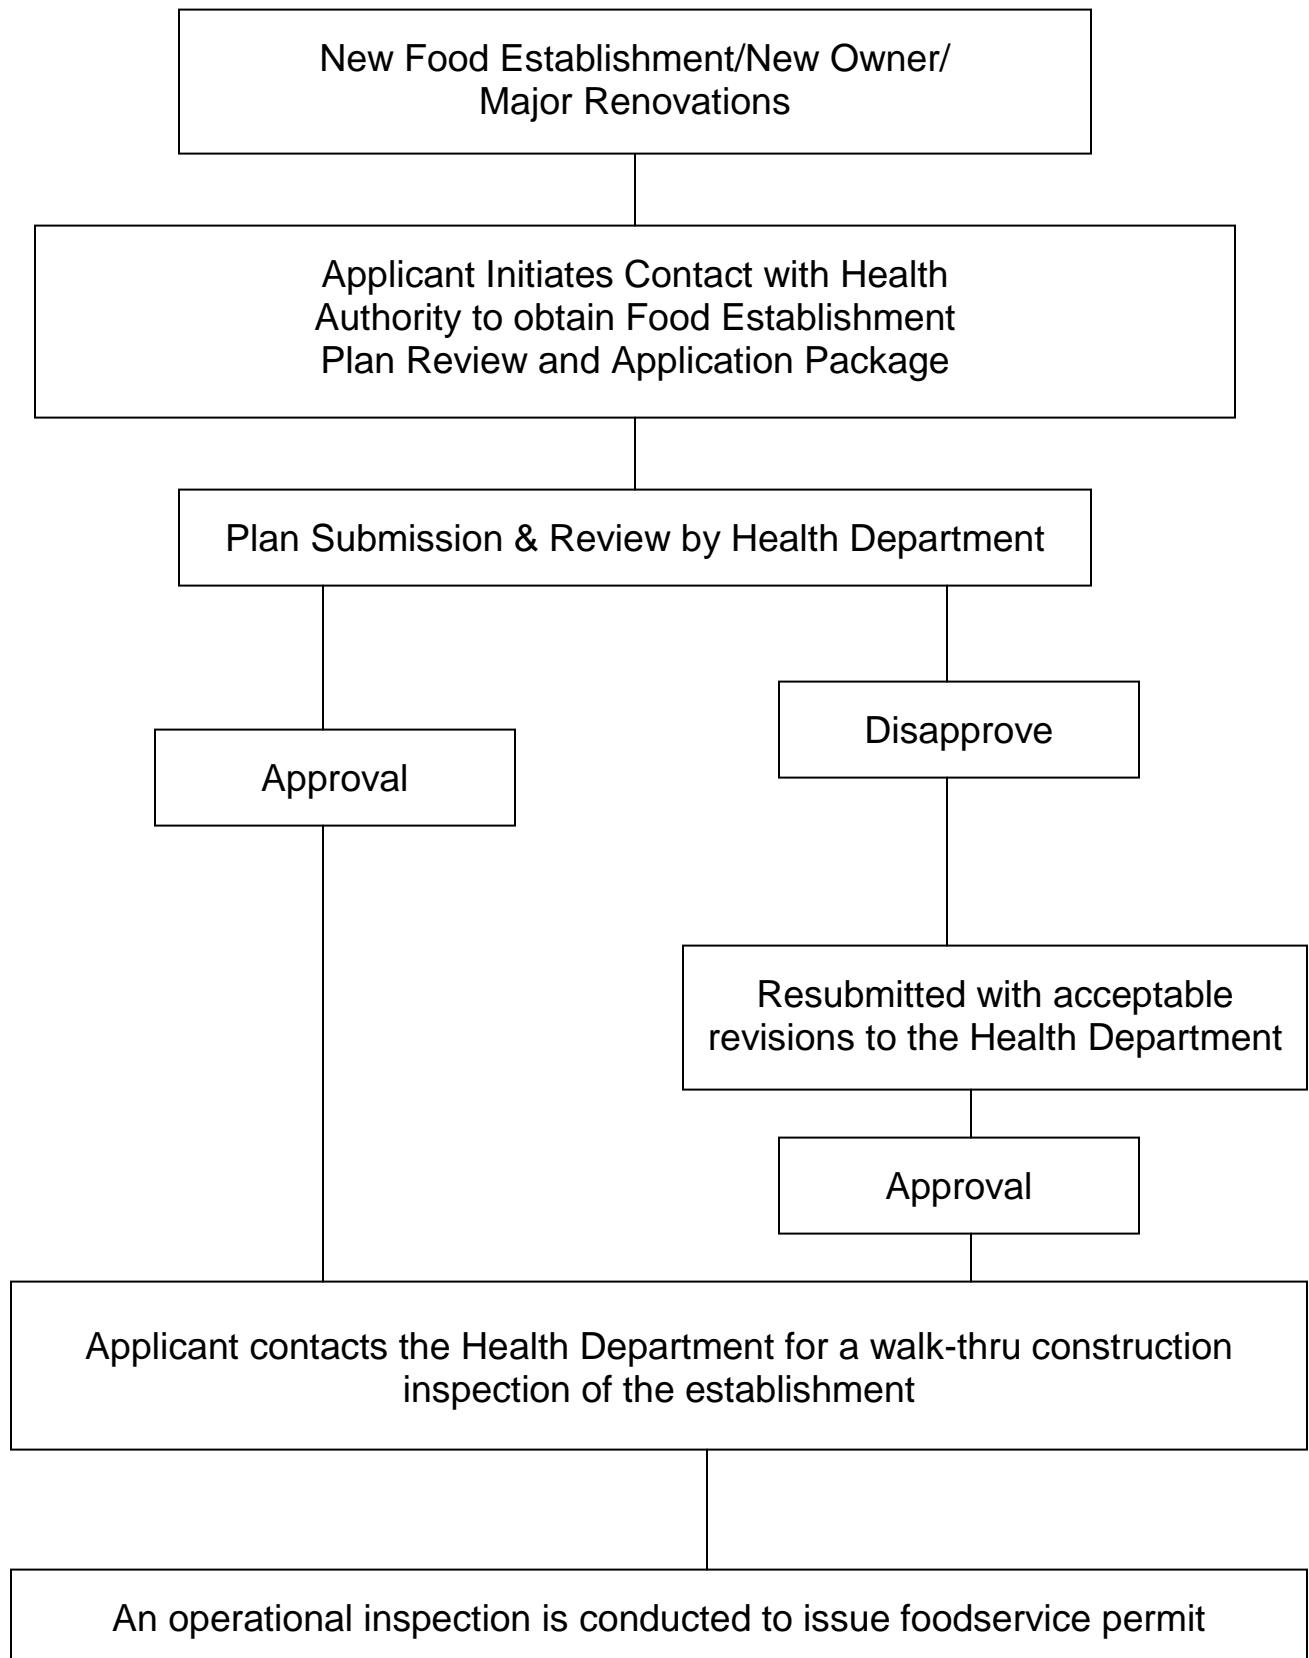 New Food Establishment/New Owner/
Major Renovations
Applicant Initiates Contact with Health
Authority to obtain Food Establishment
Plan Review and Application Package
Plan Submission & Review by Health Department
Disapprove
Approval
Resubmitted with acceptable
revisions to the Health Department
Approval
Applicant contacts the Health Department for a walk-thru construction
inspection of the establishment
An operational inspection is conducted to issue foodservice permit